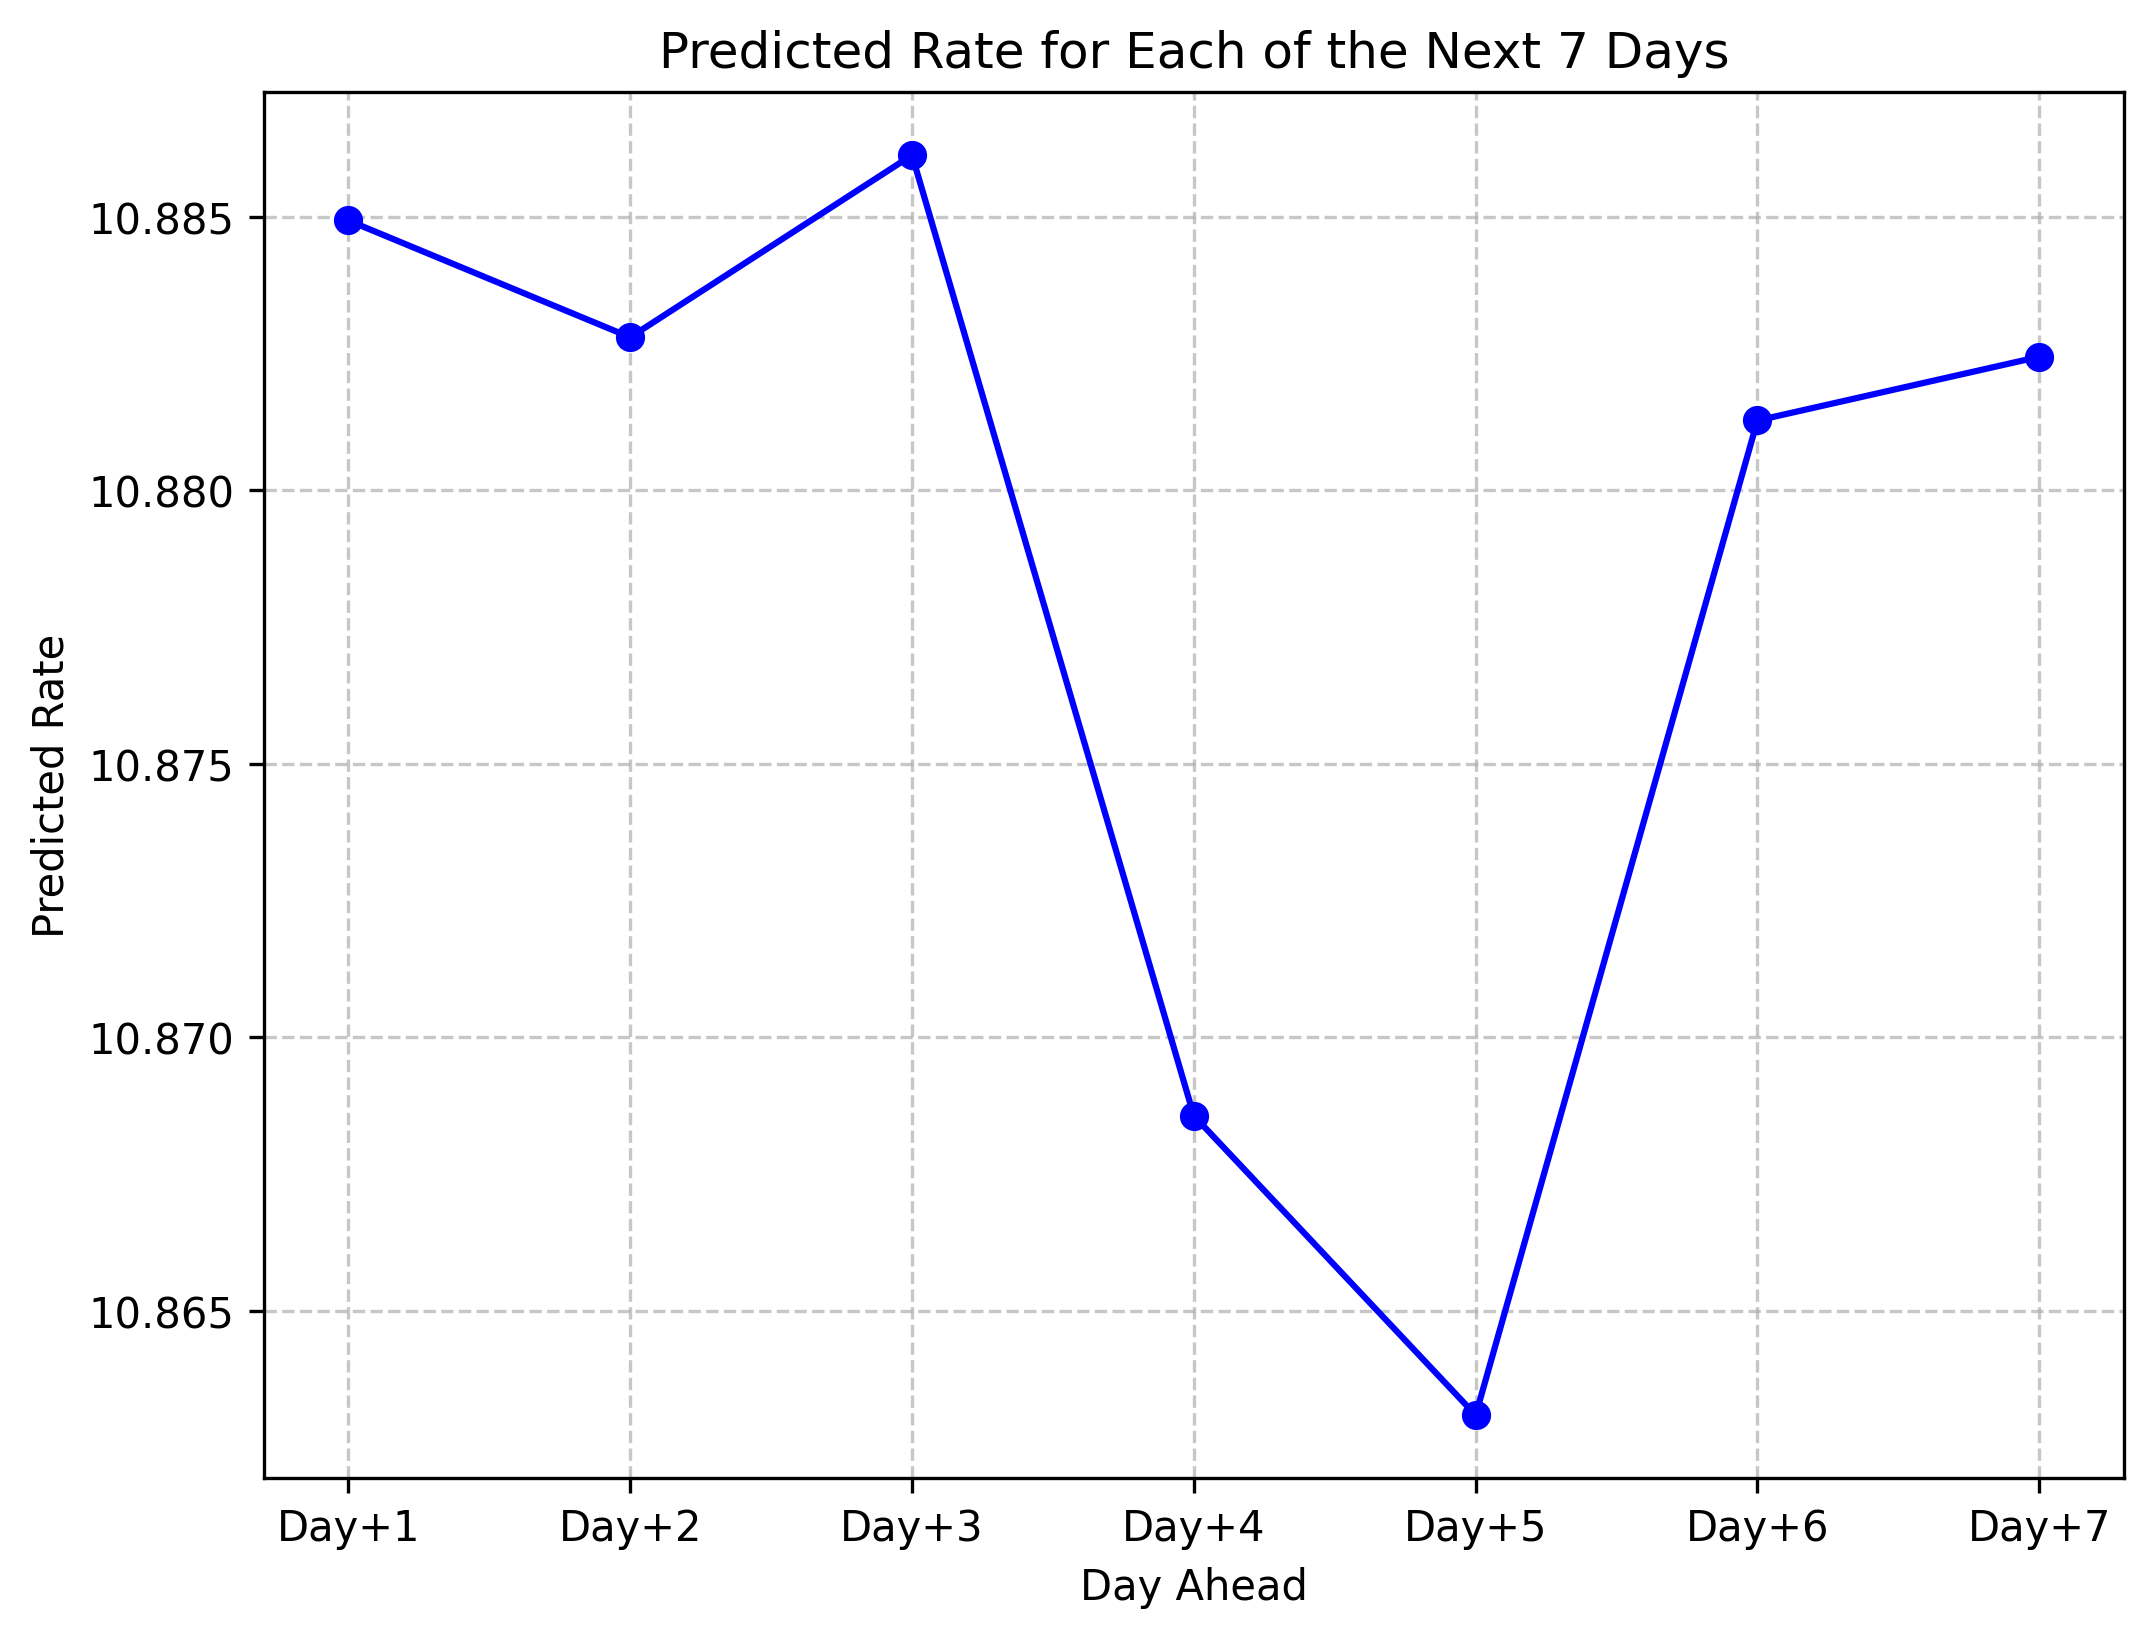 Predicted Rate for Each of the Next 7 Days
Predicted Rate
10.885
10.880
10.875
10.870
10.865
Day+1 Day+2 Day+3 Day+4 Day+5 Day+6 Day+7
Day Ahead